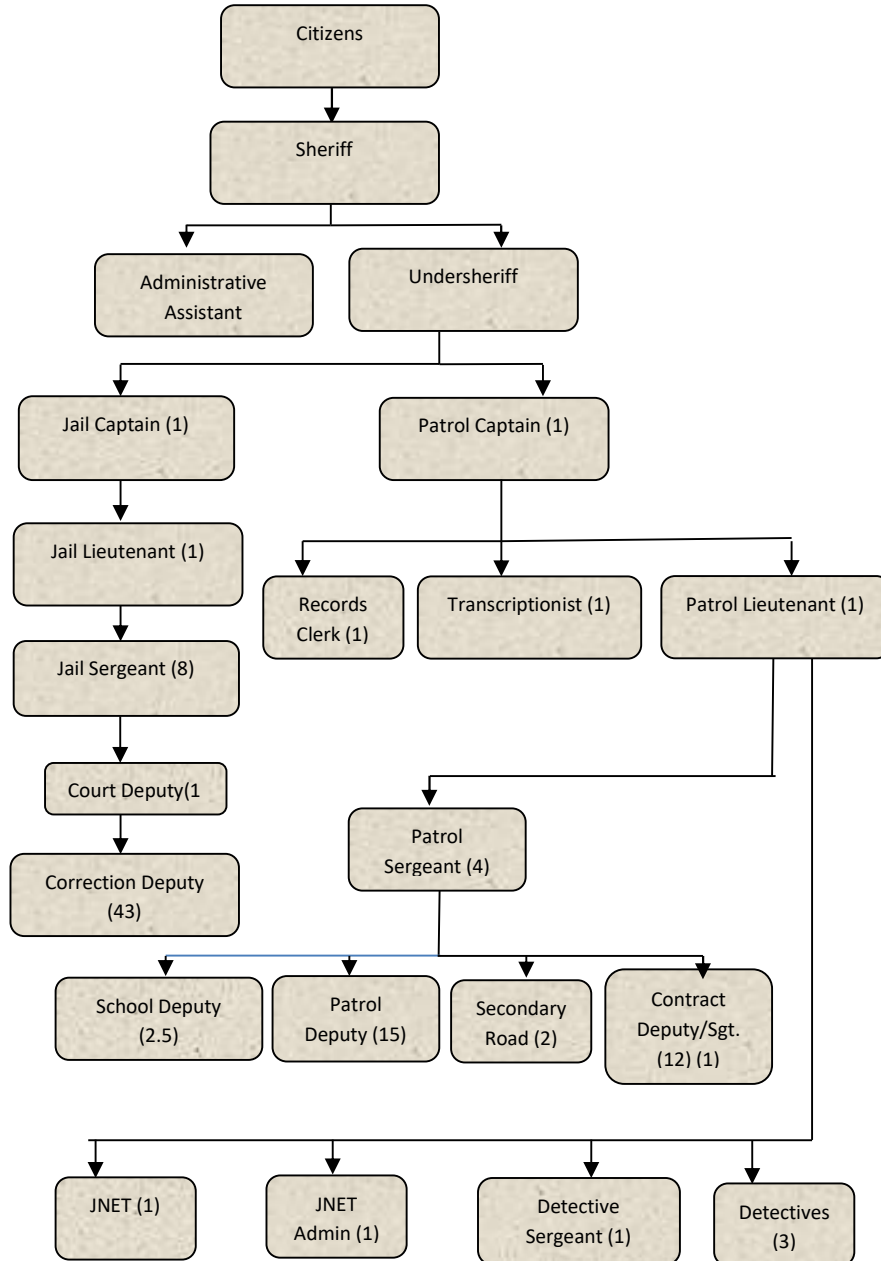 Citizens
Sheriff
Administrative
Assistant
Undersheriff
Jail Captain (1)
Patrol Captain (1)
Jail Lieutenant (1)
Records
Clerk (1)
Transcriptionist (1)
Patrol Lieutenant (1)
Jail Sergeant (8)
Court Deputy(1
Patrol
Sergeant (4)
Correction Deputy
(43)
School Deputy
(2.5)
Patrol
Deputy (15)
Secondary
Road (2)
Contract
Deputy/Sgt.
(12) (1)
JNET (1)
JNET
Admin (1)
Detective
Sergeant (1)
Detectives
(3)